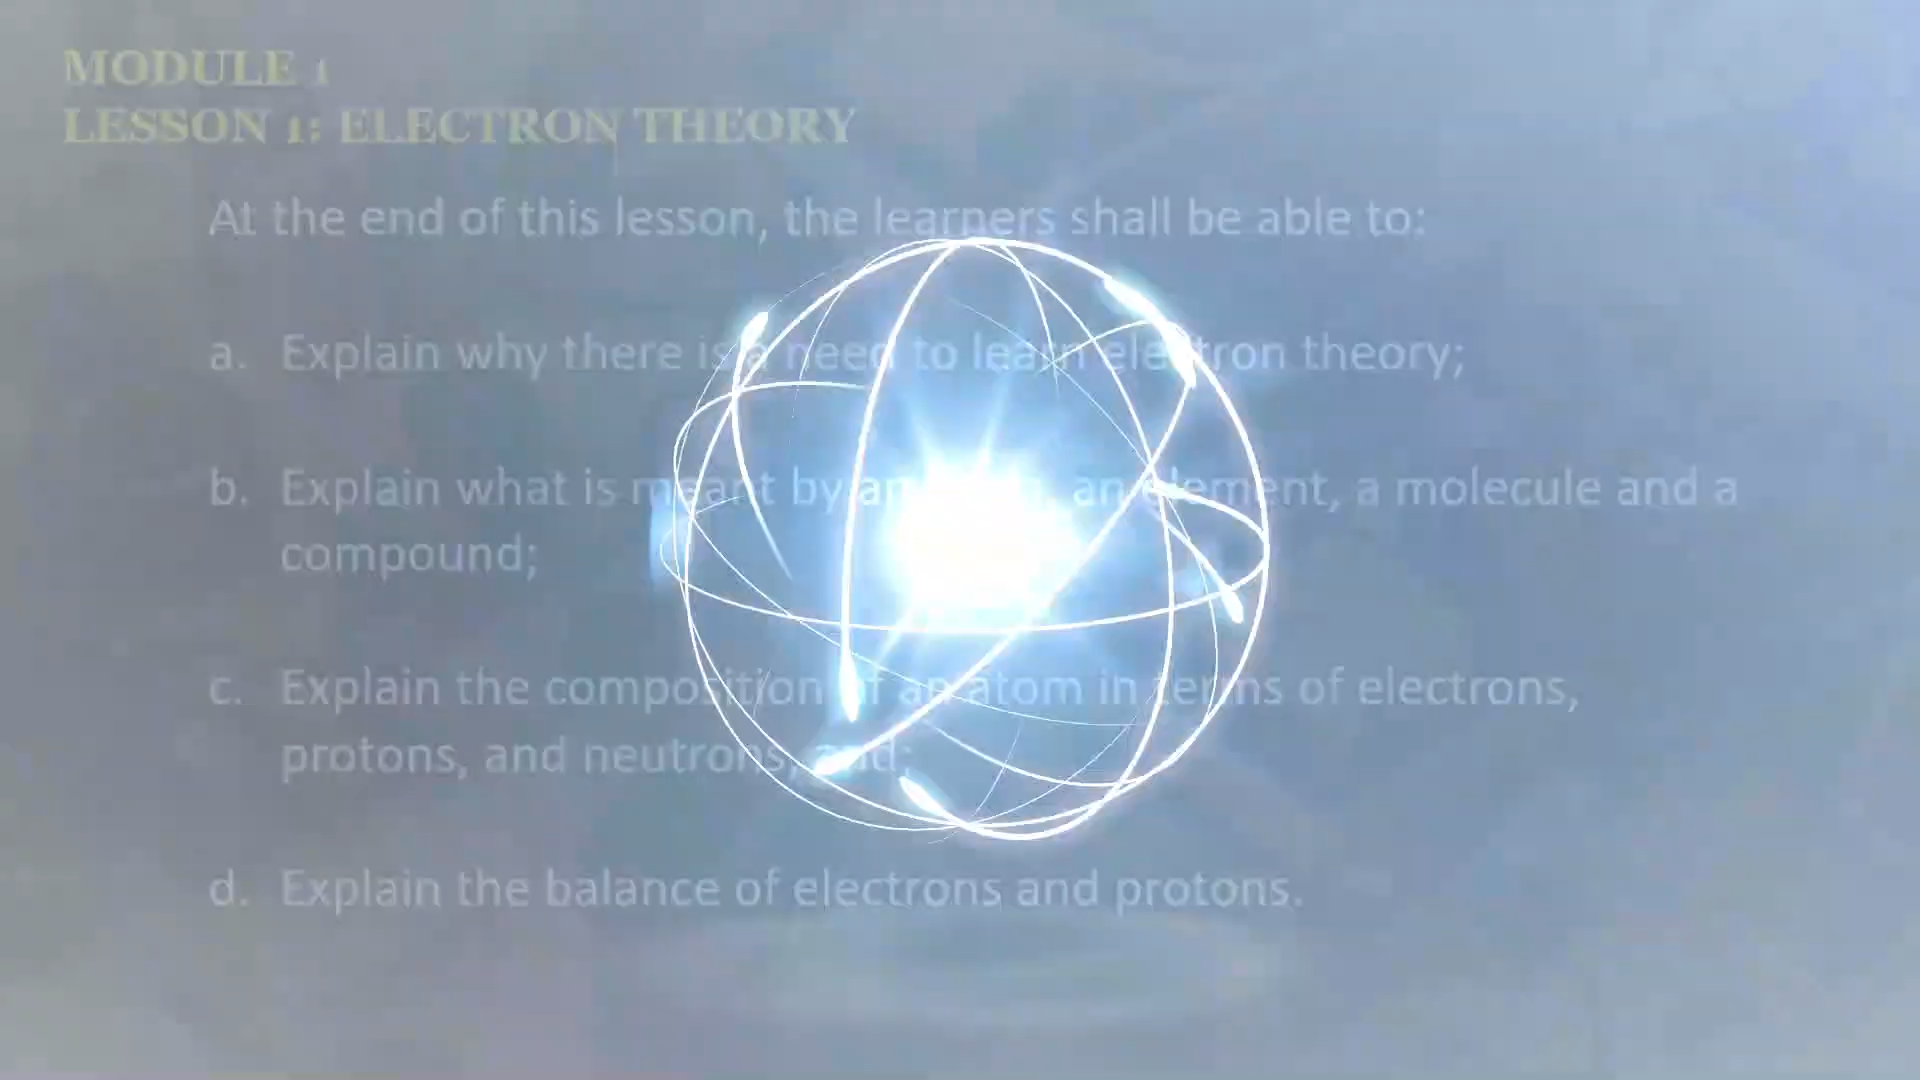 MODULE 1
LESSON 1: ELECTRON THEORY
At the end of this lesson, the learners shall be able to:
a. Explain why there is a need to learn electron theory;
b. Explain what is meant by an atom, an element, a molecule and a
compound;
c. Explain the composition of an atom in terms of electrons,
protons, and neutrons, and;
d. Explain the balance of electrons and protons.